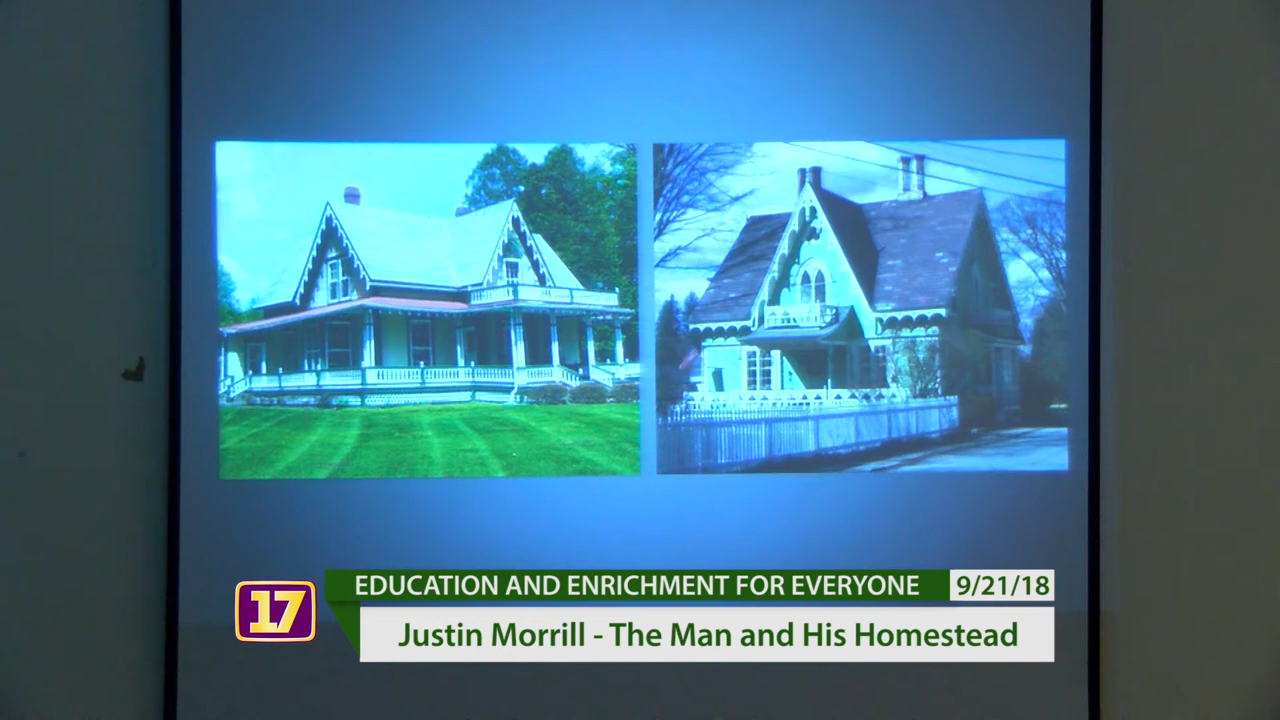 EDUCATION AND ENRICHMENT FOR EVERYONE 9/21/18
17
Justin Morrill - The Man and His Homestead